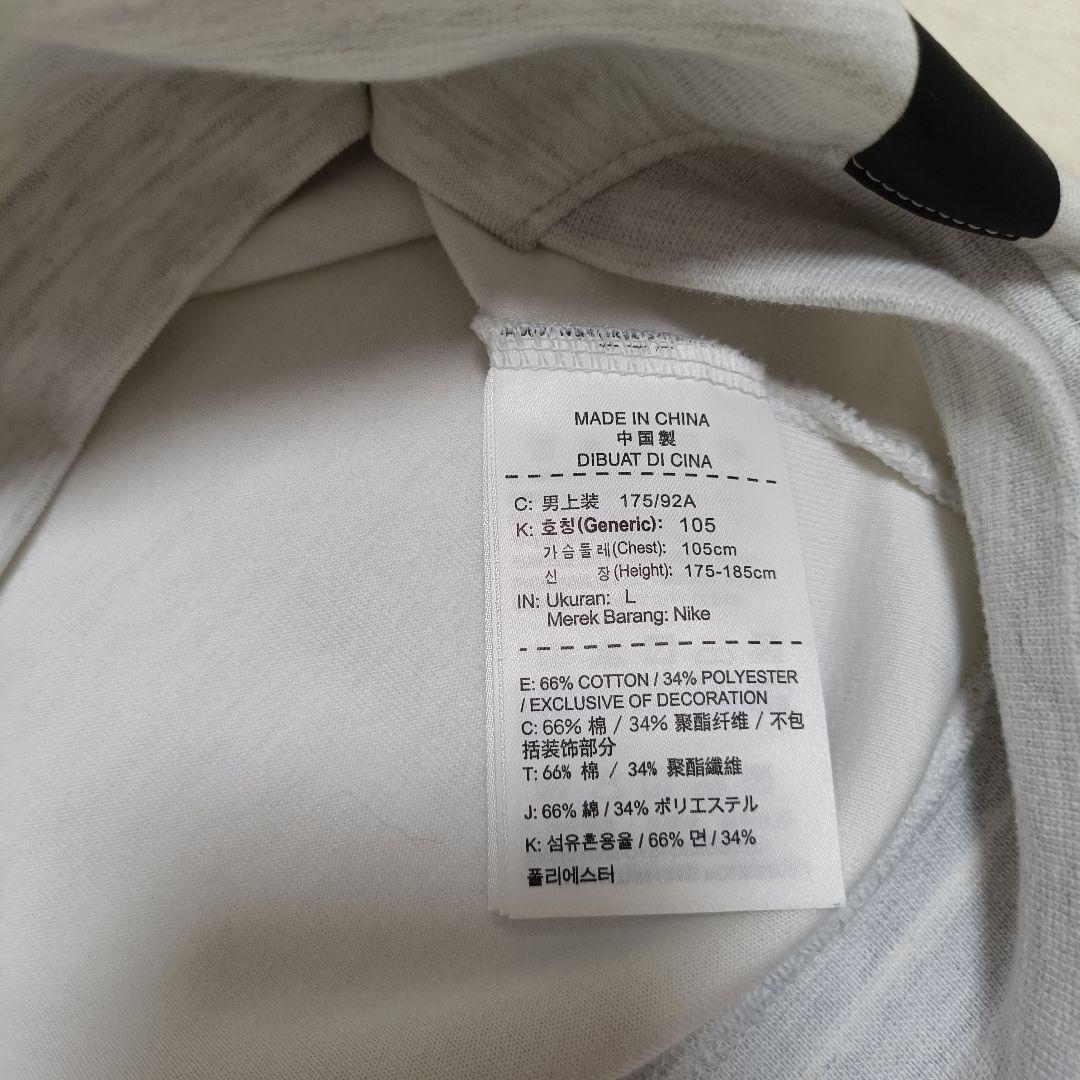 MADE IN CHINA
中国製
DIBUAT DI CINA
C: 男上装 175/92A
K: 호칭(Generic): 105
가슴둘레(Chest): 105cm
신 장(Height): 175-185cm
IN: Ukuran: L
Merek Barang: Nike
E: 66% COTTON / 34% POLYESTER
/ EXCLUSIVE OF DECORATION
C: 66% 棉 / 34% 聚酯纤维 / 不包
括装饰部分
T: 66% 棉 / 34% 聚酯纖維
J: 66% 綿 / 34% ポリエステル
K: 섬유혼용율 / 66% 면 / 34%
폴리에스터